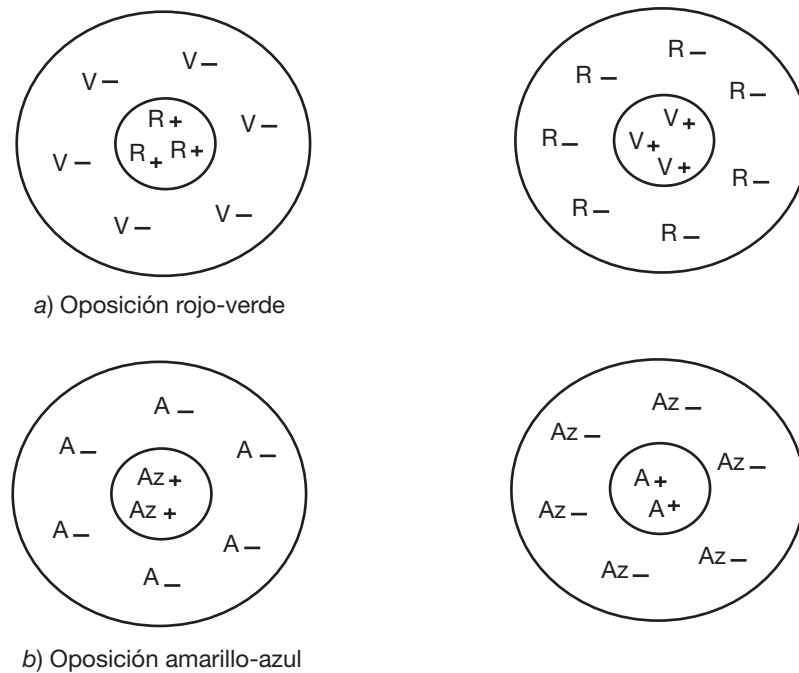 V – V – V – V – V – V – V –
R + R + R +
R – R – R – R – R – R – R –
V + V + V +
a) Oposición rojo-verde
A – A – A – A – A – A –
Az + Az +
Az – Az – Az – Az – Az – Az –
A + A +
b) Oposición amarillo-azul